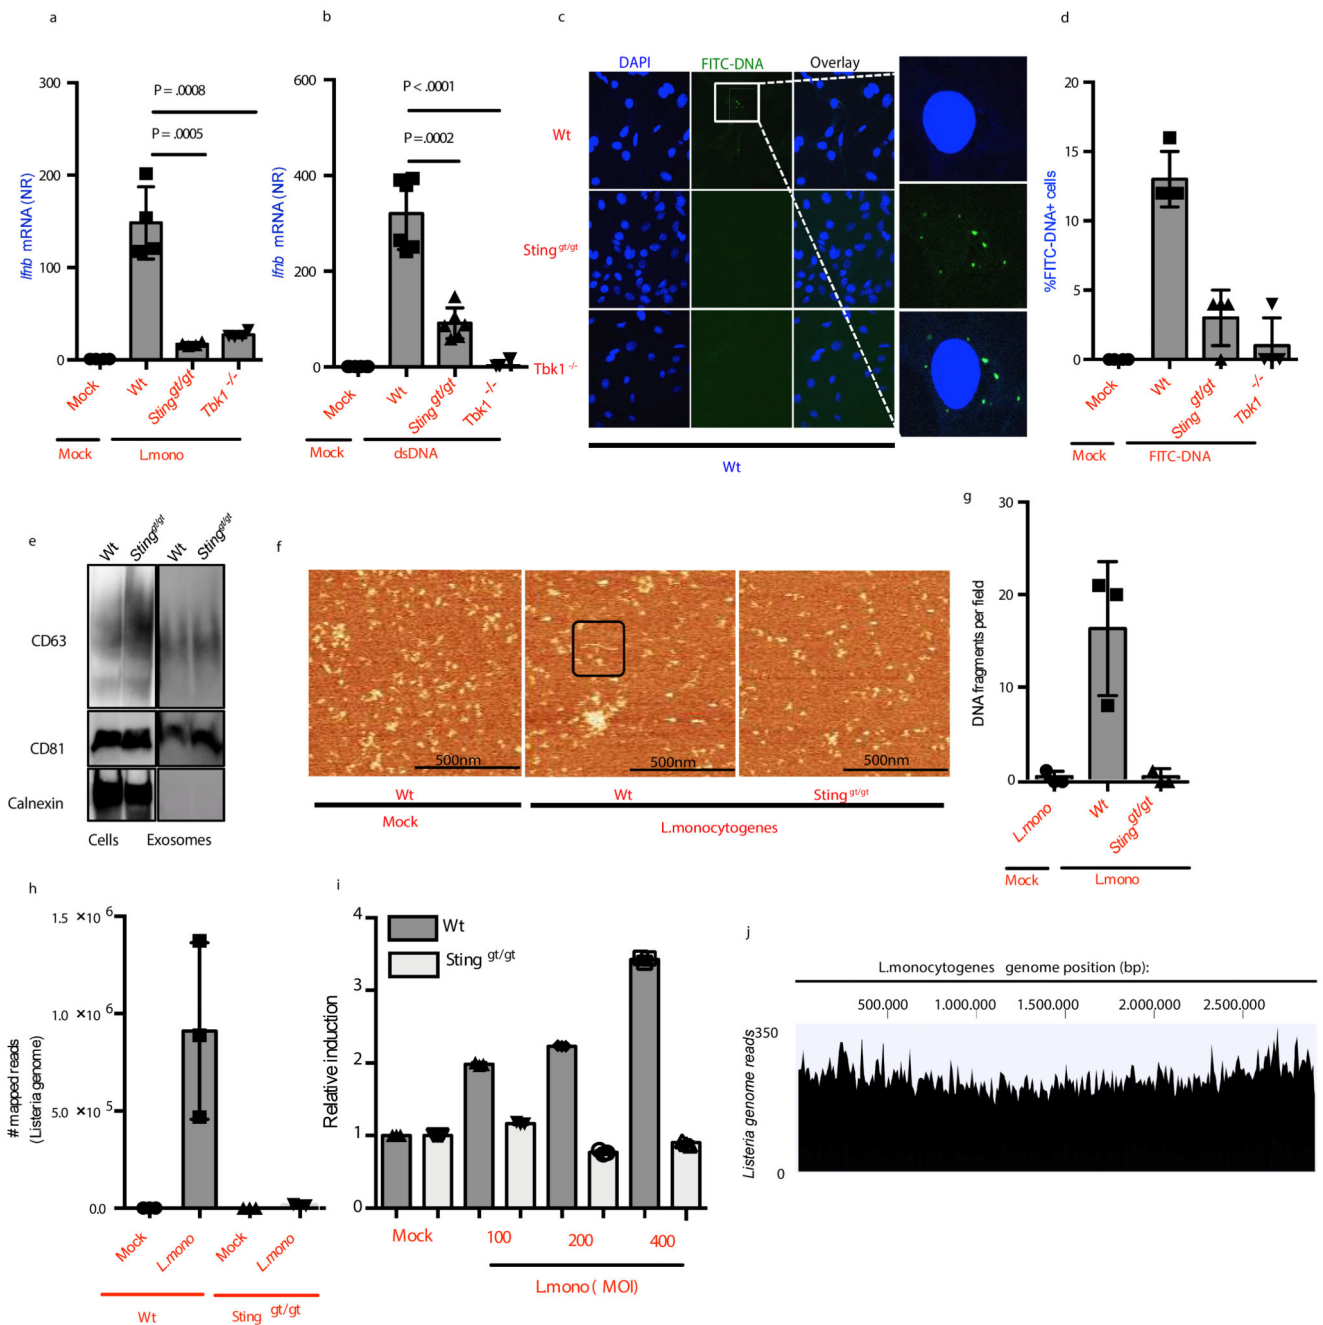 a
300
200
100
0
Ifnb mRNA (NR)
P = .0008
P = .0005
Mock
Wt
Sting gt/gt
Tbk1 -/-
Mock
L.mono
b
600
400
200
0
Ifnb mRNA (NR)
P < .0001
P = .0002
Mock
Wt
Sting gt/gt
Tbk1 -/-
Mock
dsDNA
c
DAPI
FITC-DNA
Overlay
Wt
Sting gt/gt
Tbk1 -/-
Wt
d
20
15
10
5
0
%FITC-DNA+ cells
Mock
Wt
Sting gt/gt
Tbk1 -/-
Mock
FITC-DNA
e
Wt
Sting gt/gt
Wt
Sting gt/gt
CD63
CD81
Calnexin
Cells
Exosomes
f
500nm
500nm
500nm
Wt
Wt
Sting gt/gt
Mock
L.monocytogenes
g
30
20
10
0
DNA fragments per field
L.mono
Wt
Sting gt/gt
Mock
L.mono
h
1.5 ×10 6
1.0 ×10 6
5.0 ×10 5
0.0
# mapped reads
(Listeria genome)
Mock
L.mono
Mock
L.mono
Wt
Sting gt/gt
i
4
3
2
1
0
Relative induction
Wt
Sting gt/gt
Mock
100
200
400
L.mono ( MOI)
j
L.monocytogenes genome position (bp):
500.000
1.000.000
1.500.000
2.000.000
2.500.000
350
0
Listeria genome reads